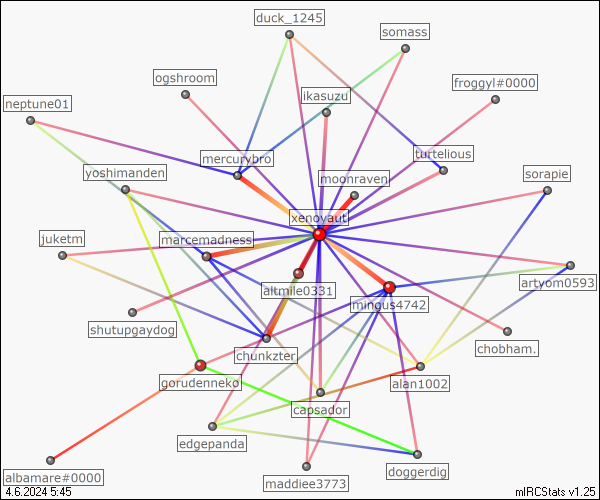 duck_1245
somass
ogshroom
froggyl#0000
ikasuzu
neptune01
mercurybro
turtelious
yoshimanden
moonraven
sorapie
xenoyaut
juketm
marcemadness
altmile0331
artyom0593
mingus4742
shutupgaydog
chobham.
chunkzter
gorudenneko
alan1002
capsador
edgepanda
doggerdig
albamare#0000
maddiee3773
4.6.2024 5:45
mIRCStats v1.25